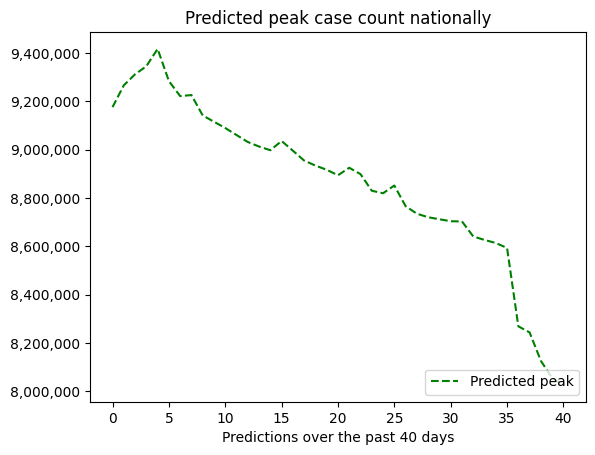 Predicted peak case count nationally
9,400,000
9,200,000
9,000,000
8,800,000
8,600,000
8,400,000
8,200,000
8,000,000
Predicted peak
0 5 10 15 20 25 30 35 40
Predictions over the past 40 days